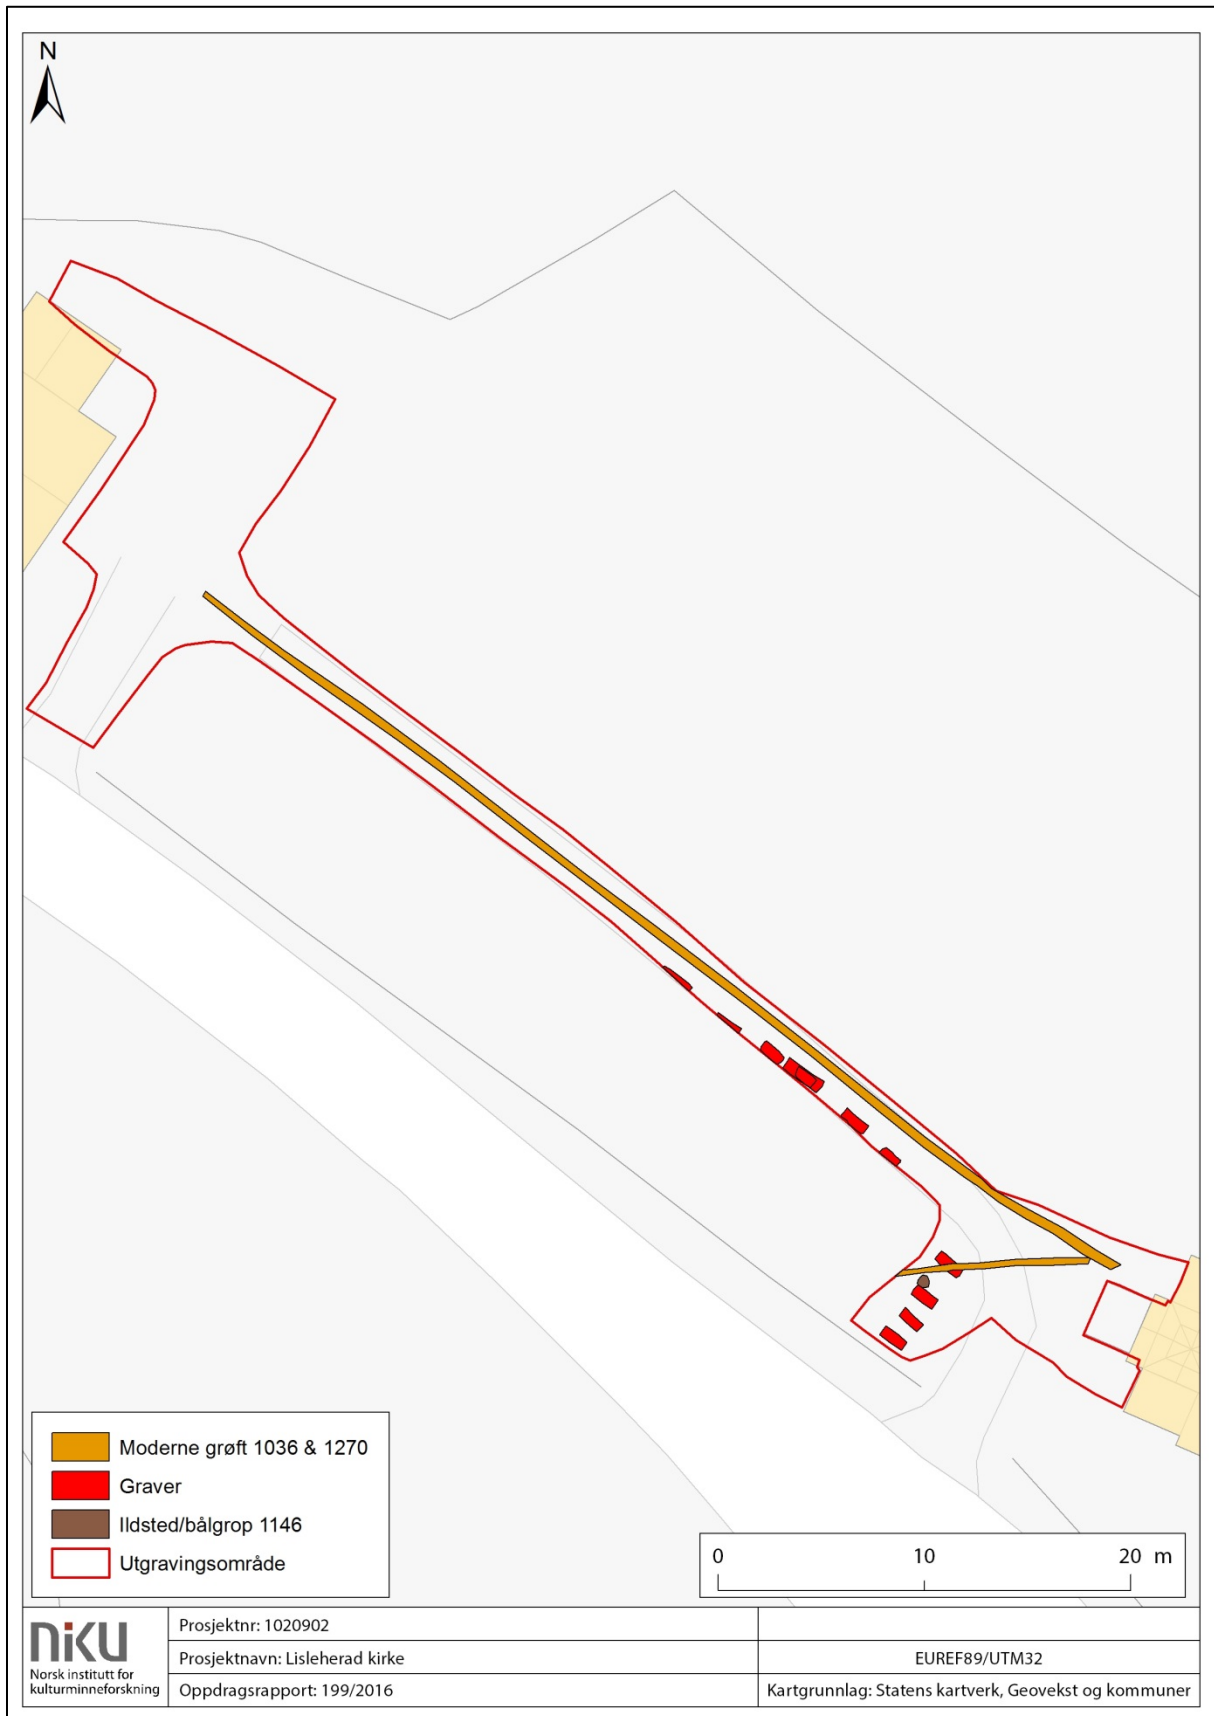 N
Moderne grøft 1036 & 1270
Graver
Ildsted/bålgrop 1146
Utgravingsområde
0 10 20 m
niku
Norsk institutt for
kulturminneforskning
Prosjektnr: 1020902
Prosjektnavn: Lisleherad kirke
EUREF89/UTM32
Oppdragsrapport: 199/2016
Kartgrunnlag: Statens kartverk, Geovekst og kommuner